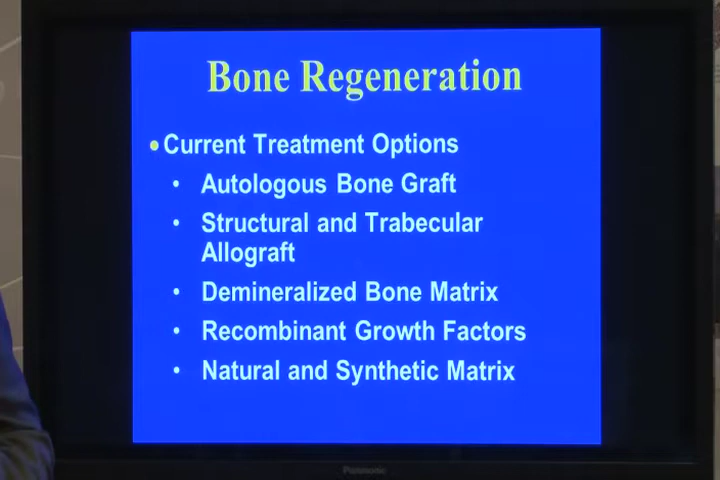 Bone Regeneration
•Current Treatment Options
• Autologous Bone Graft
• Structural and Trabecular
Allograft
• Demineralized Bone Matrix
• Recombinant Growth Factors
• Natural and Synthetic Matrix
Panasonic